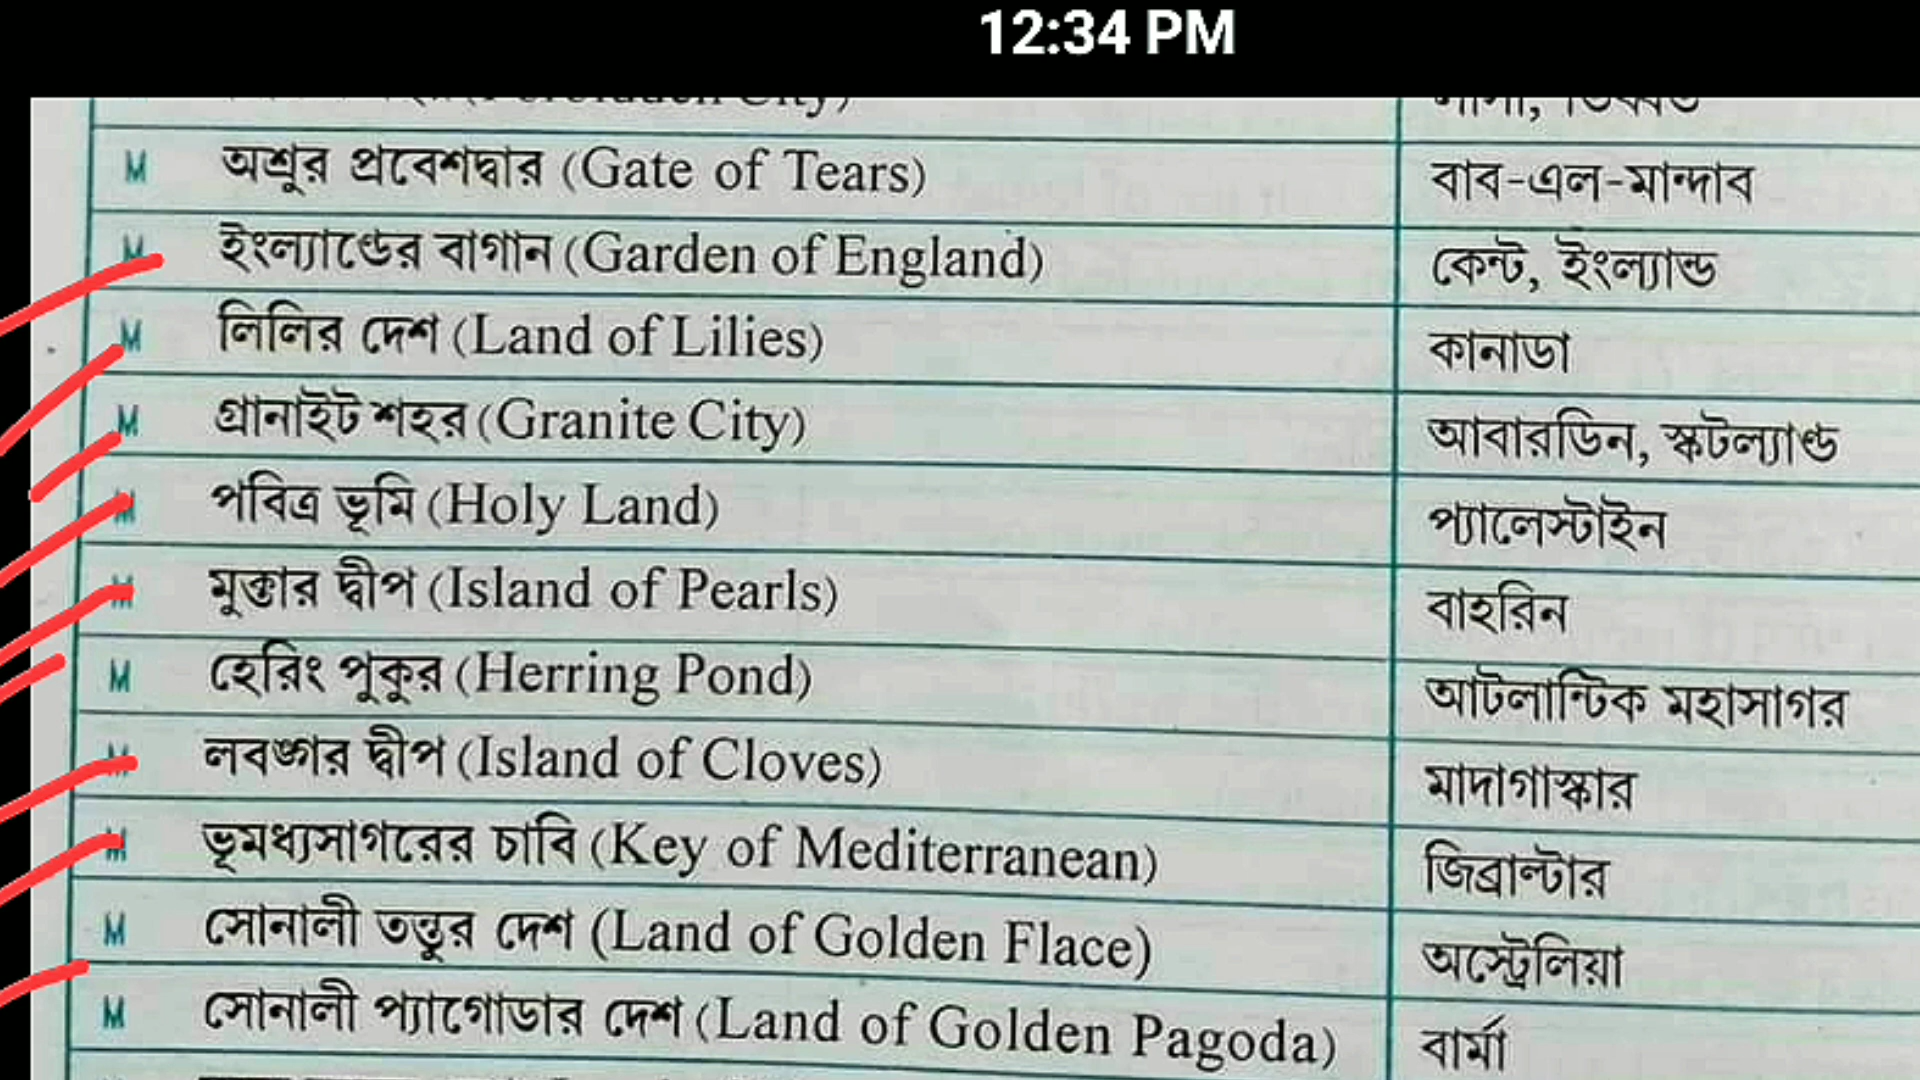 12:34 PM
M অশ্রুর প্রবেশদ্বার (Gate of Tears) বাব-এল-মান্দাব
M ইংল্যাণ্ডের বাগান (Garden of England) কেন্ট, ইংল্যান্ড
M লিলির দেশ (Land of Lilies) কানাডা
M গ্রানাইট শহর (Granite City) আবারডিন, স্কটল্যাণ্ড
M পবিত্র ভূমি (Holy Land) প্যালেস্টাইন
M মুক্তার দ্বীপ (Island of Pearls) বাহরিন
M হেরিং পুকুর (Herring Pond) আটলান্টিক মহাসাগর
M লবঙ্গর দ্বীপ (Island of Cloves) মাদাগাস্কার
M ভূমধ্যসাগরের চাবি (Key of Mediterranean) জিব্রাল্টার
M সোনালী তন্তুর দেশ (Land of Golden Flace) অস্ট্রেলিয়া
M সোনালী প্যাগোডার দেশ (Land of Golden Pagoda) বার্মা